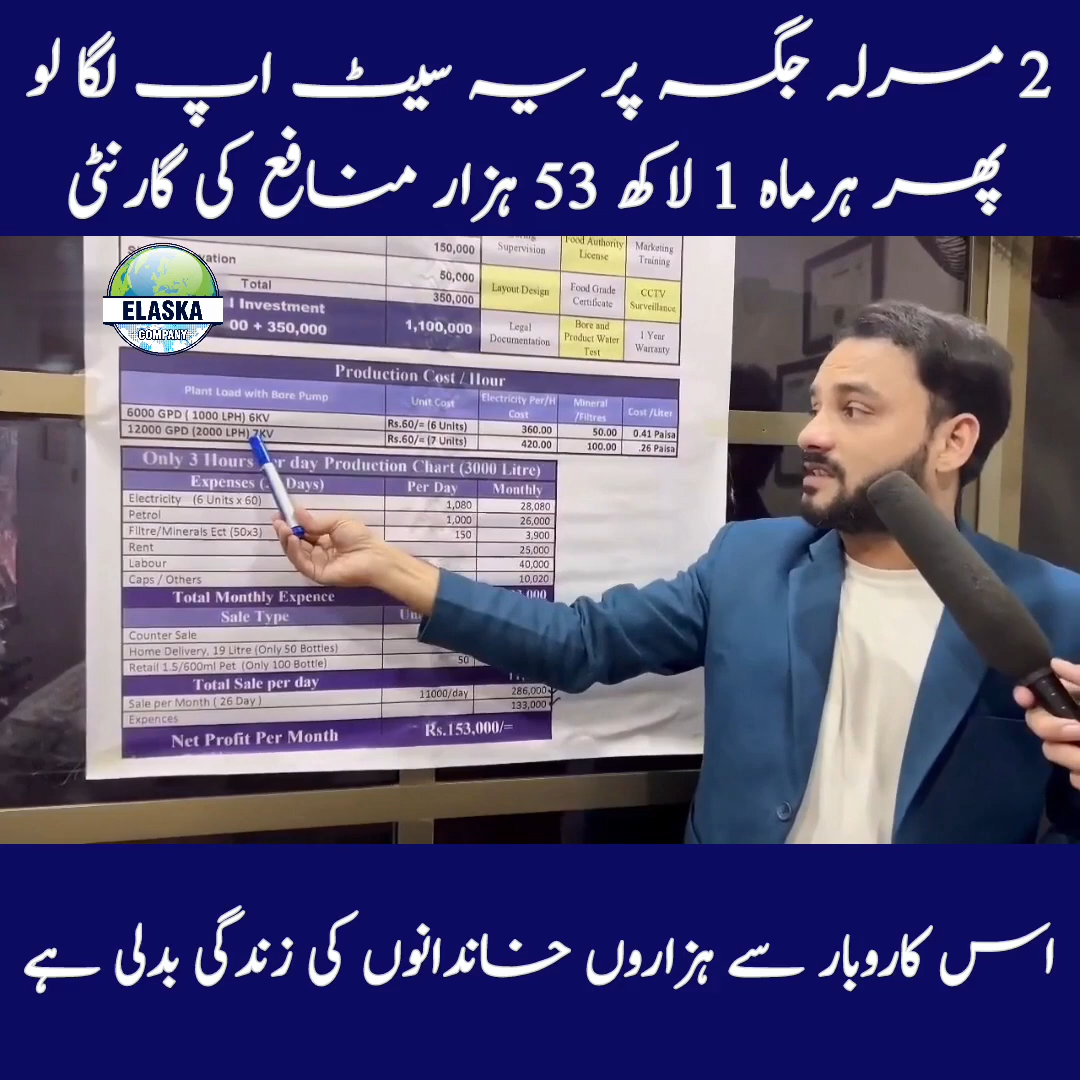 2 مرلہ جگہ پر یہ سیٹ اپ لگا لو
پھر ہر ماہ 1 لاکھ 53 ہزار منافع کی گارنٹی
ELASKA
COMPANY
150,000
Supervision
Food Authority License
Marketing Training
Total
50,000
350,000
Layout Design
Food Grade Certificate
CCTV Surveillance
Investment
00 + 350,000
1,100,000
Legal Documentation
Bore and Product Water Test
1 Year Warranty
Production Cost / Hour
Plant Load with Bore Pump
Unit Cost
Electricity Per/H Cost
Mineral /Filtres
Cost /Liter
6000 GPD ( 1000 LPH) 6KV
Rs.60/= (6 Units)
360.00
50.00
0.41 Paisa
12000 GPD (2000 LPH) 7KV
Rs.60/= (7 Units)
420.00
100.00
.26 Paisa
Only 3 Hours Per day Production Chart (3000 Litre)
Expenses Days)
Per Day
Monthly
Electricity (6 Units x 60)
1,080
28,080
Petrol
1,000
26,000
Filtre/Minerals Ect (50x3)
150
3,900
Rent
25,000
Labour
40,000
Caps / Others
10,020
Total Monthly Expence
Sale Type
Counter Sale
Home Delivery, 19 Litre (Only 50 Bottles)
Retail 1.5/600ml Pet (Only 100 Bottle)
50
Total Sale per day
Sale per Month ( 26 Day )
11000/day
286,000
Expences
133,000
Net Profit Per Month
Rs.153,000/=
اس کاروبار سے ہزاروں خاندانوں کی زندگی بدلی ہے